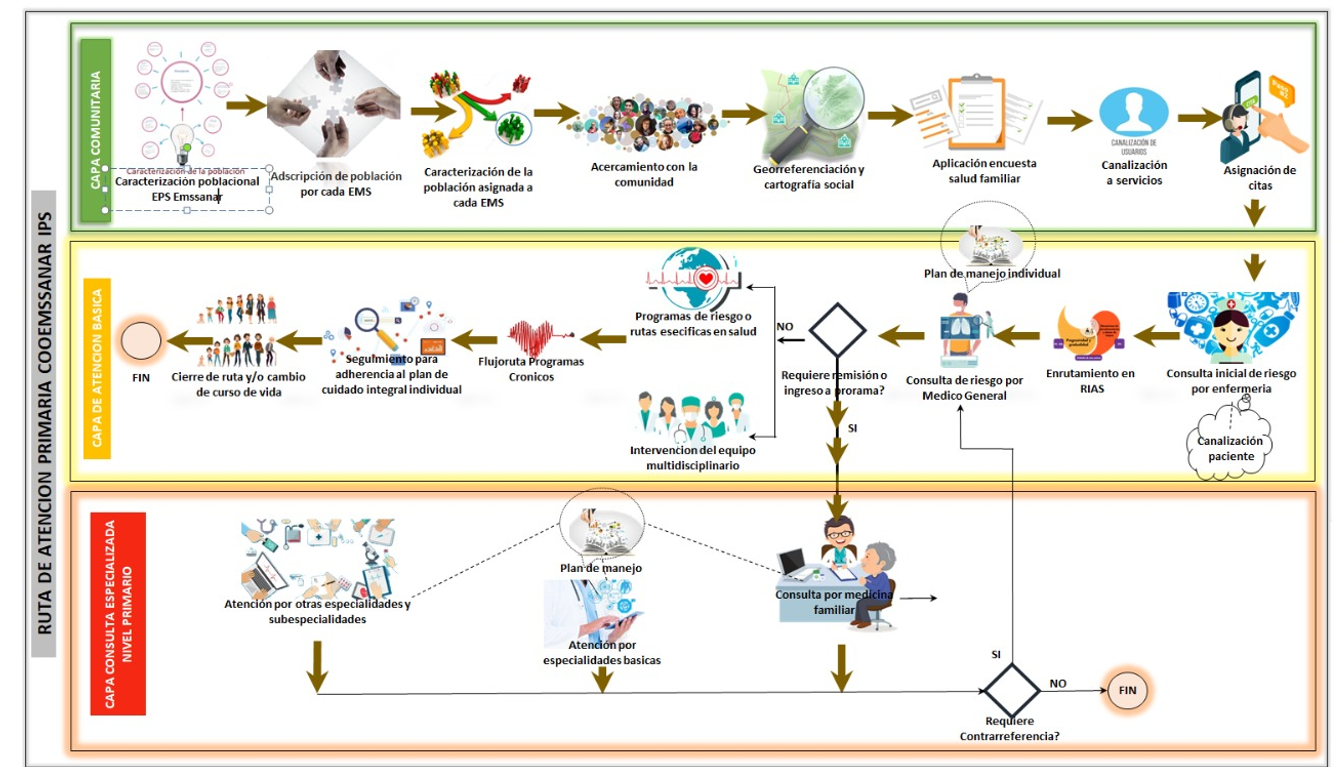 RUTA DE ATENCION PRIMARIA COOEMSSANAR IPS
CAPA COMUNITARIA
Caracterización de la población
Caracterización poblacional
EPS Emssanar
Adscripción de población
por cada EMS
Caracterización de la
población asignada a
cada EMS
Acercamiento con la
comunidad
Georreferenciación y
cartografía social
Aplicación encuesta
salud familiar
CANALIZACIÓN DE
USUARIOS
Canalización
a servicios
Asignación de
citas
CAPA DE ATENCION BASICA
Plan de manejo individual
Consulta inicial de riesgo
por enfermeria
Canalización
paciente
Enrutamiento en
RIAS
Consulta de riesgo por
Medico General
Requiere remisión o
ingreso a prorama?
NO
SI
Programas de riesgo o
rutas esecificas en salud
Intervencion del equipo
multidisciplinario
Flujoruta Programas
Cronicos
Seguimiento para
adherencia al plan de
cuidado integral individual
Cierre de ruta y/o cambio
de curso de vida
FIN
CAPA CONSULTA ESPECIALIZADA
NIVEL PRIMARIO
Atención por otras especialidades y
subespecialidades
Plan de manejo
Atención por
especialidades basicas
Consulta por medicina
familiar
SI
NO
FIN
Requiere
Contrarreferencia?